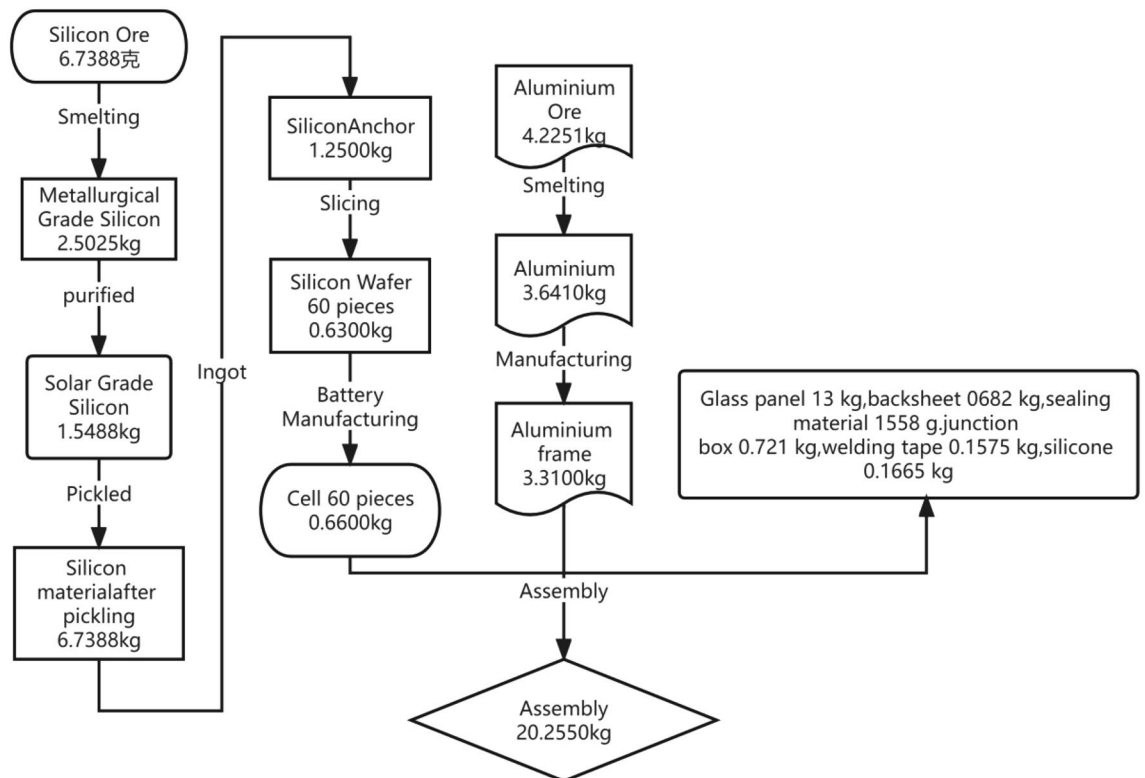 Silicon Ore
6.7388克
Smelting
Metallurgical
Grade Silicon
2.5025kg
purified
Solar Grade
Silicon
1.5488kg
Pickled
Silicon
materialafter
pickling
6.7388kg
Ingot
SiliconAnchor
1.2500kg
Slicing
Silicon Wafer
60 pieces
0.6300kg
Battery
Manufacturing
Cell 60 pieces
0.6600kg
Aluminium
Ore
4.2251kg
Smelting
Aluminium
3.6410kg
Manufacturing
Aluminium
frame
3.3100kg
Assembly
Assembly
20.2550kg
Glass panel 13 kg,backsheet 0682 kg,sealing
material 1558 g.junction
box 0.721 kg,welding tape 0.1575 kg,silicone
0.1665 kg